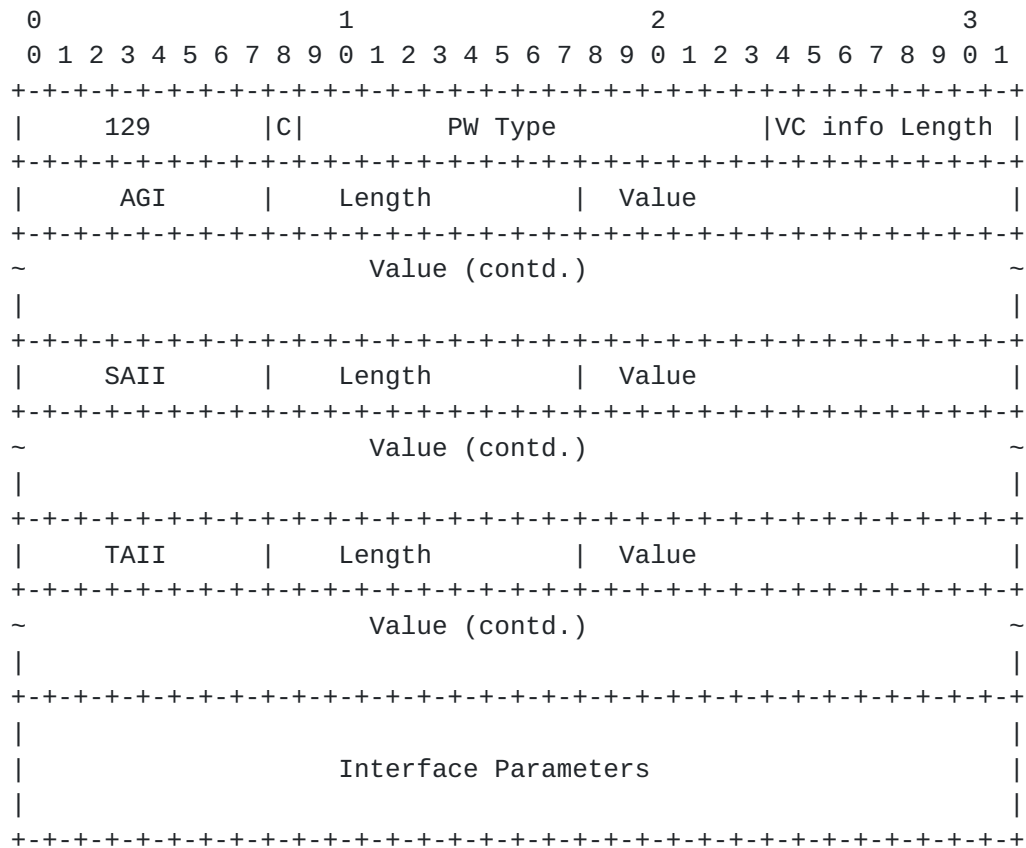 0                   1                   2                   3
 0 1 2 3 4 5 6 7 8 9 0 1 2 3 4 5 6 7 8 9 0 1 2 3 4 5 6 7 8 9 0 1
+-+-+-+-+-+-+-+-+-+-+-+-+-+-+-+-+-+-+-+-+-+-+-+-+-+-+-+-+-+-+-+-+
|     129       |C|         PW Type             |VC info Length |
+-+-+-+-+-+-+-+-+-+-+-+-+-+-+-+-+-+-+-+-+-+-+-+-+-+-+-+-+-+-+-+-+
|      AGI      |    Length         |  Value                    |
+-+-+-+-+-+-+-+-+-+-+-+-+-+-+-+-+-+-+-+-+-+-+-+-+-+-+-+-+-+-+-+-+
~                      Value (contd.)                           ~
|                                                               |
+-+-+-+-+-+-+-+-+-+-+-+-+-+-+-+-+-+-+-+-+-+-+-+-+-+-+-+-+-+-+-+-+
|     SAII      |    Length         |  Value                    |
+-+-+-+-+-+-+-+-+-+-+-+-+-+-+-+-+-+-+-+-+-+-+-+-+-+-+-+-+-+-+-+-+
~                      Value (contd.)                           ~
|                                                               |
+-+-+-+-+-+-+-+-+-+-+-+-+-+-+-+-+-+-+-+-+-+-+-+-+-+-+-+-+-+-+-+-+
|     TAII      |    Length         |  Value                    |
+-+-+-+-+-+-+-+-+-+-+-+-+-+-+-+-+-+-+-+-+-+-+-+-+-+-+-+-+-+-+-+-+
~                      Value (contd.)                           ~
|                                                               |
+-+-+-+-+-+-+-+-+-+-+-+-+-+-+-+-+-+-+-+-+-+-+-+-+-+-+-+-+-+-+-+-+
|                                                               |
|                    Interface Parameters                       |
|                                                               |
+-+-+-+-+-+-+-+-+-+-+-+-+-+-+-+-+-+-+-+-+-+-+-+-+-+-+-+-+-+-+-+-+